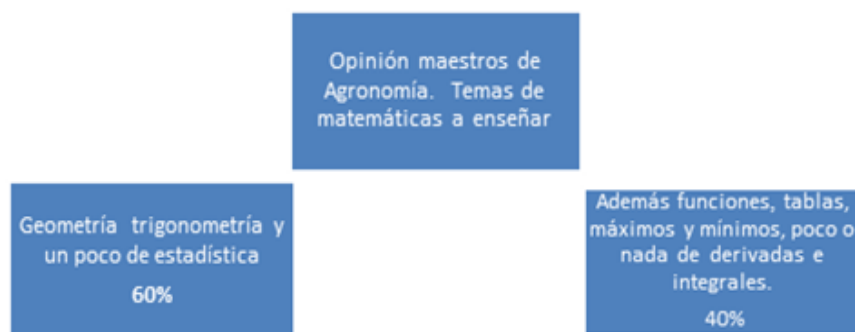 Opinión maestros de
Agronomía. Temas de
matemáticas a enseñar
Geometría trigonometría y
un poco de estadística
60%
Además funciones, tablas,
máximos y mínimos, poco o
nada de derivadas e
integrales.
40%